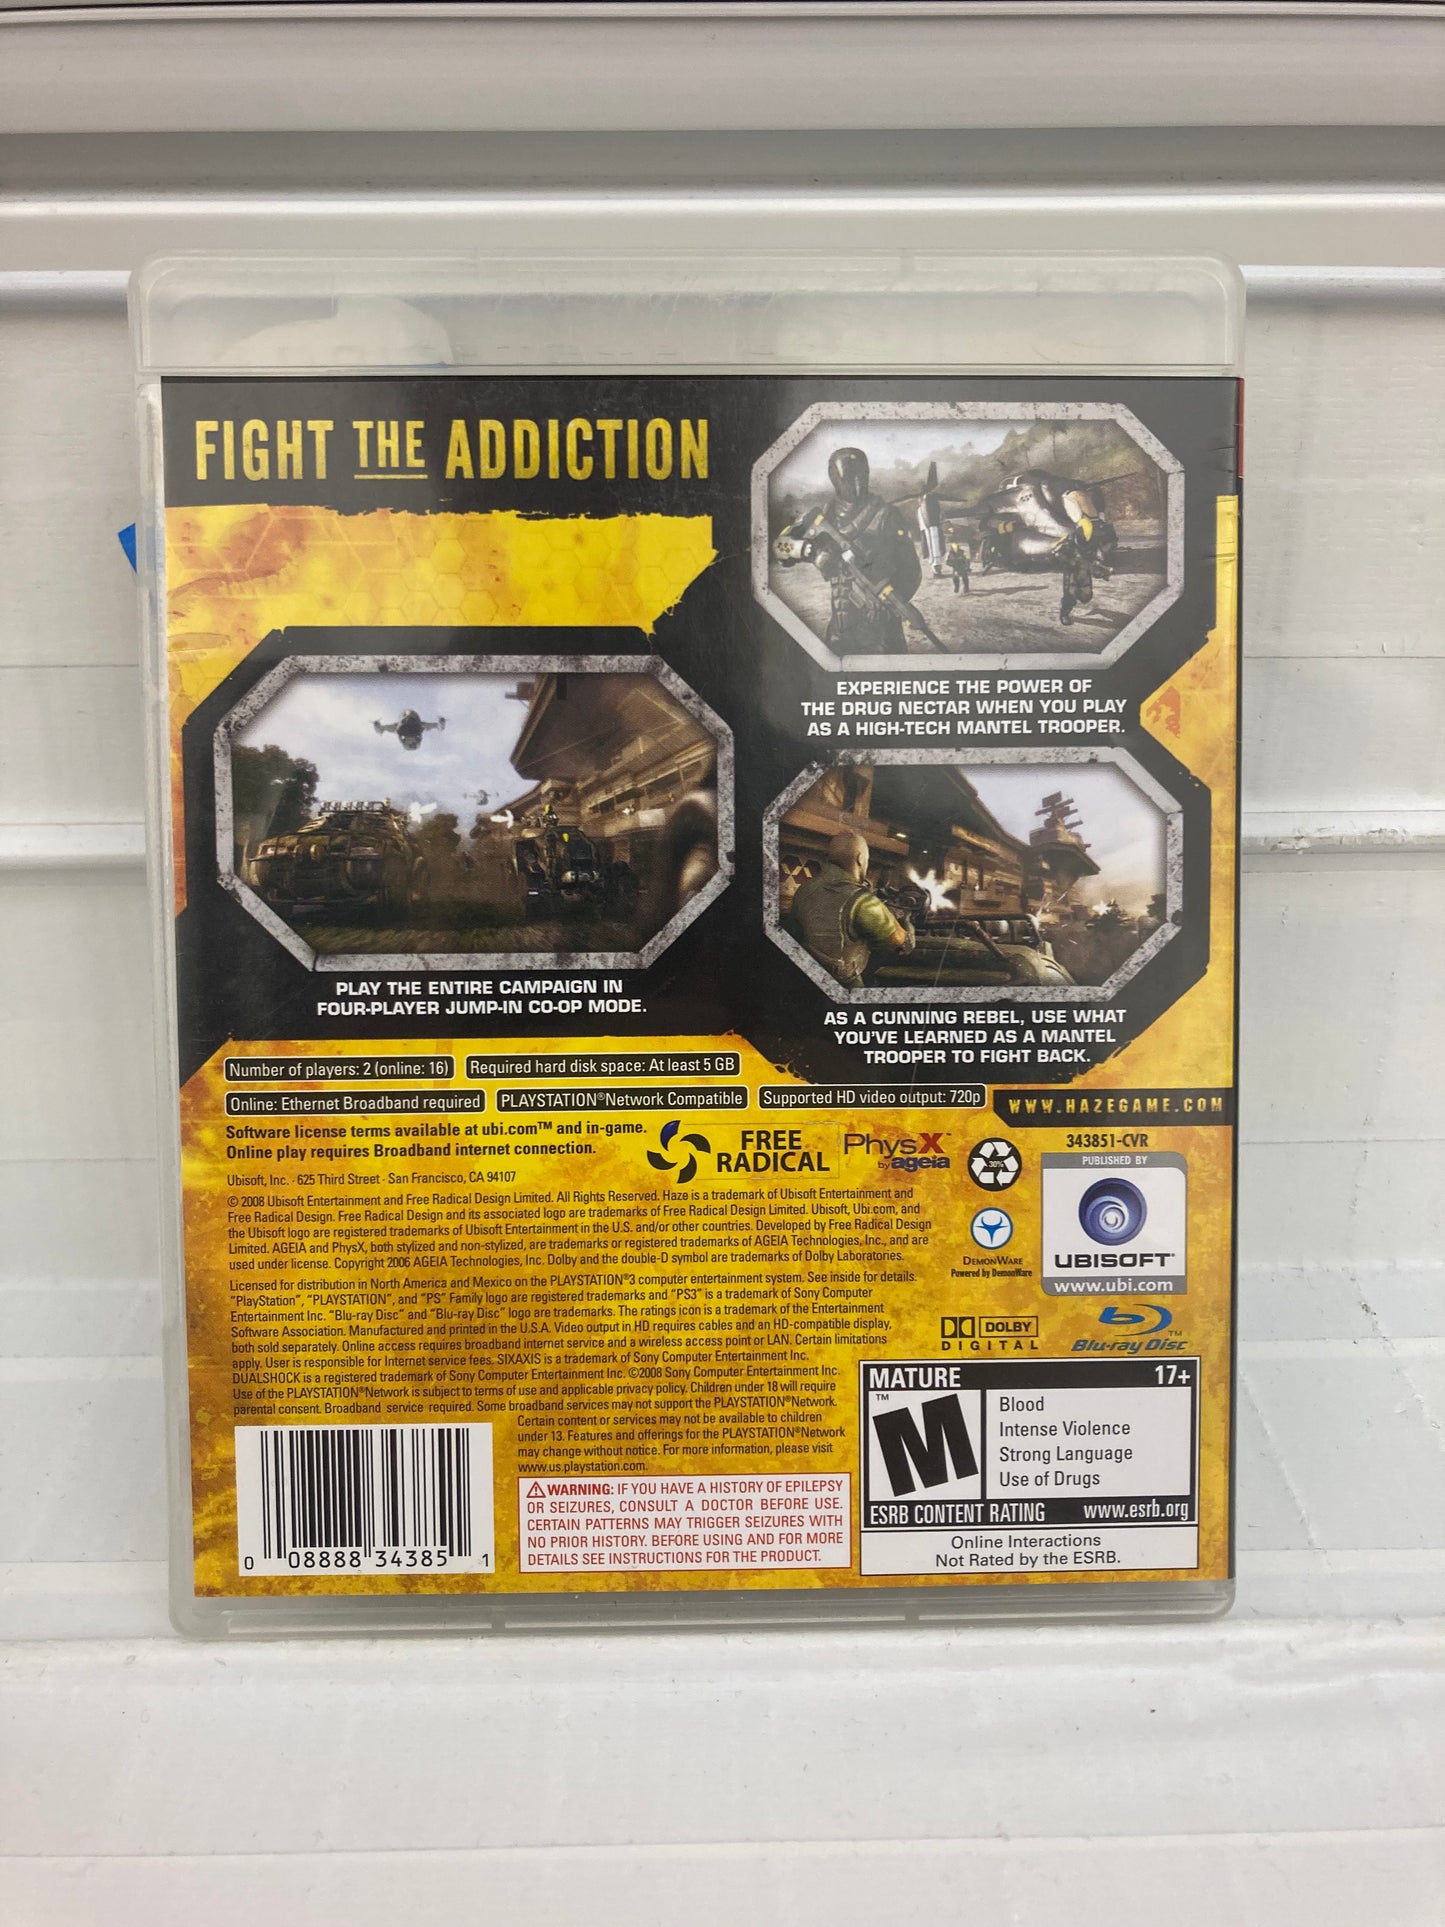 FIGHT THE ADDICTION
EXPERIENCE THE POWER OF
THE DRUG NECTAR WHEN YOU PLAY
AS A HIGH-TECH MANTEL TROOPER.
PLAY THE ENTIRE CAMPAIGN IN
FOUR-PLAYER JUMP-IN CO-OP MODE.
AS A CUNNING REBEL, USE WHAT
YOU'VE LEARNED AS A MANTEL
TROOPER TO FIGHT BACK.
Number of players: 2 (online: 16)
Required hard disk space: At least 5 GB
Online: Ethernet Broadband required
PLAYSTATION®Network Compatible
Supported HD video output: 720p
WWW.HAZEGAME.COM
Software license terms available at ubi.com™ and in-game.
Online play requires Broadband internet connection.
FREE
RADICAL
PhysX™
by ageia
30%
343851-CVR
PUBLISHED BY
UBISOFT®
www.ubi.com
Ubisoft, Inc. · 625 Third Street · San Francisco, CA 94107
© 2008 Ubisoft Entertainment and Free Radical Design Limited. All Rights Reserved. Haze is a trademark of Ubisoft Entertainment and
Free Radical Design. Free Radical Design and its associated logo are trademarks of Free Radical Design Limited. Ubisoft, Ubi.com, and
the Ubisoft logo are registered trademarks of Ubisoft Entertainment in the U.S. and/or other countries. Developed by Free Radical Design
Limited. AGEIA and PhysX, both stylized and non-stylized, are trademarks or registered trademarks of AGEIA Technologies, Inc., and are
used under license. Copyright 2006 AGEIA Technologies, Inc. Dolby and the double-D symbol are trademarks of Dolby Laboratories.
DEMONWARE
Powered by DemonWare
Licensed for distribution in North America and Mexico on the PLAYSTATION®3 computer entertainment system. See inside for details.
"PlayStation", "PLAYSTATION", and "PS" Family logo are registered trademarks and "PS3" is a trademark of Sony Computer
Entertainment Inc. "Blu-ray Disc" and "Blu-ray Disc" logo are trademarks. The ratings icon is a trademark of the Entertainment
Software Association. Manufactured and printed in the U.S.A. Video output in HD requires cables and an HD-compatible display,
both sold separately. Online access requires broadband internet service and a wireless access point or LAN. Certain limitations
apply. User is responsible for Internet service fees. SIXAXIS is a trademark of Sony Computer Entertainment Inc.
DUALSHOCK is a registered trademark of Sony Computer Entertainment Inc. ©2008 Sony Computer Entertainment Inc.
Use of the PLAYSTATION®Network is subject to terms of use and applicable privacy policy. Children under 18 will require
parental consent. Broadband service required. Some broadband services may not support the PLAYSTATION®Network.
Certain content or services may not be available to children
under 13. Features and offerings for the PLAYSTATION®Network
may change without notice. For more information, please visit
www.us.playstation.com.
DOLBY
DIGITAL
Blu-ray Disc™
MATURE 17+
M™
Blood
Intense Violence
Strong Language
Use of Drugs
ESRB CONTENT RATING www.esrb.org
Online Interactions
Not Rated by the ESRB.
WARNING: IF YOU HAVE A HISTORY OF EPILEPSY
OR SEIZURES, CONSULT A DOCTOR BEFORE USE.
CERTAIN PATTERNS MAY TRIGGER SEIZURES WITH
NO PRIOR HISTORY. BEFORE USING AND FOR MORE
DETAILS SEE INSTRUCTIONS FOR THE PRODUCT.
0 08888 34385 1